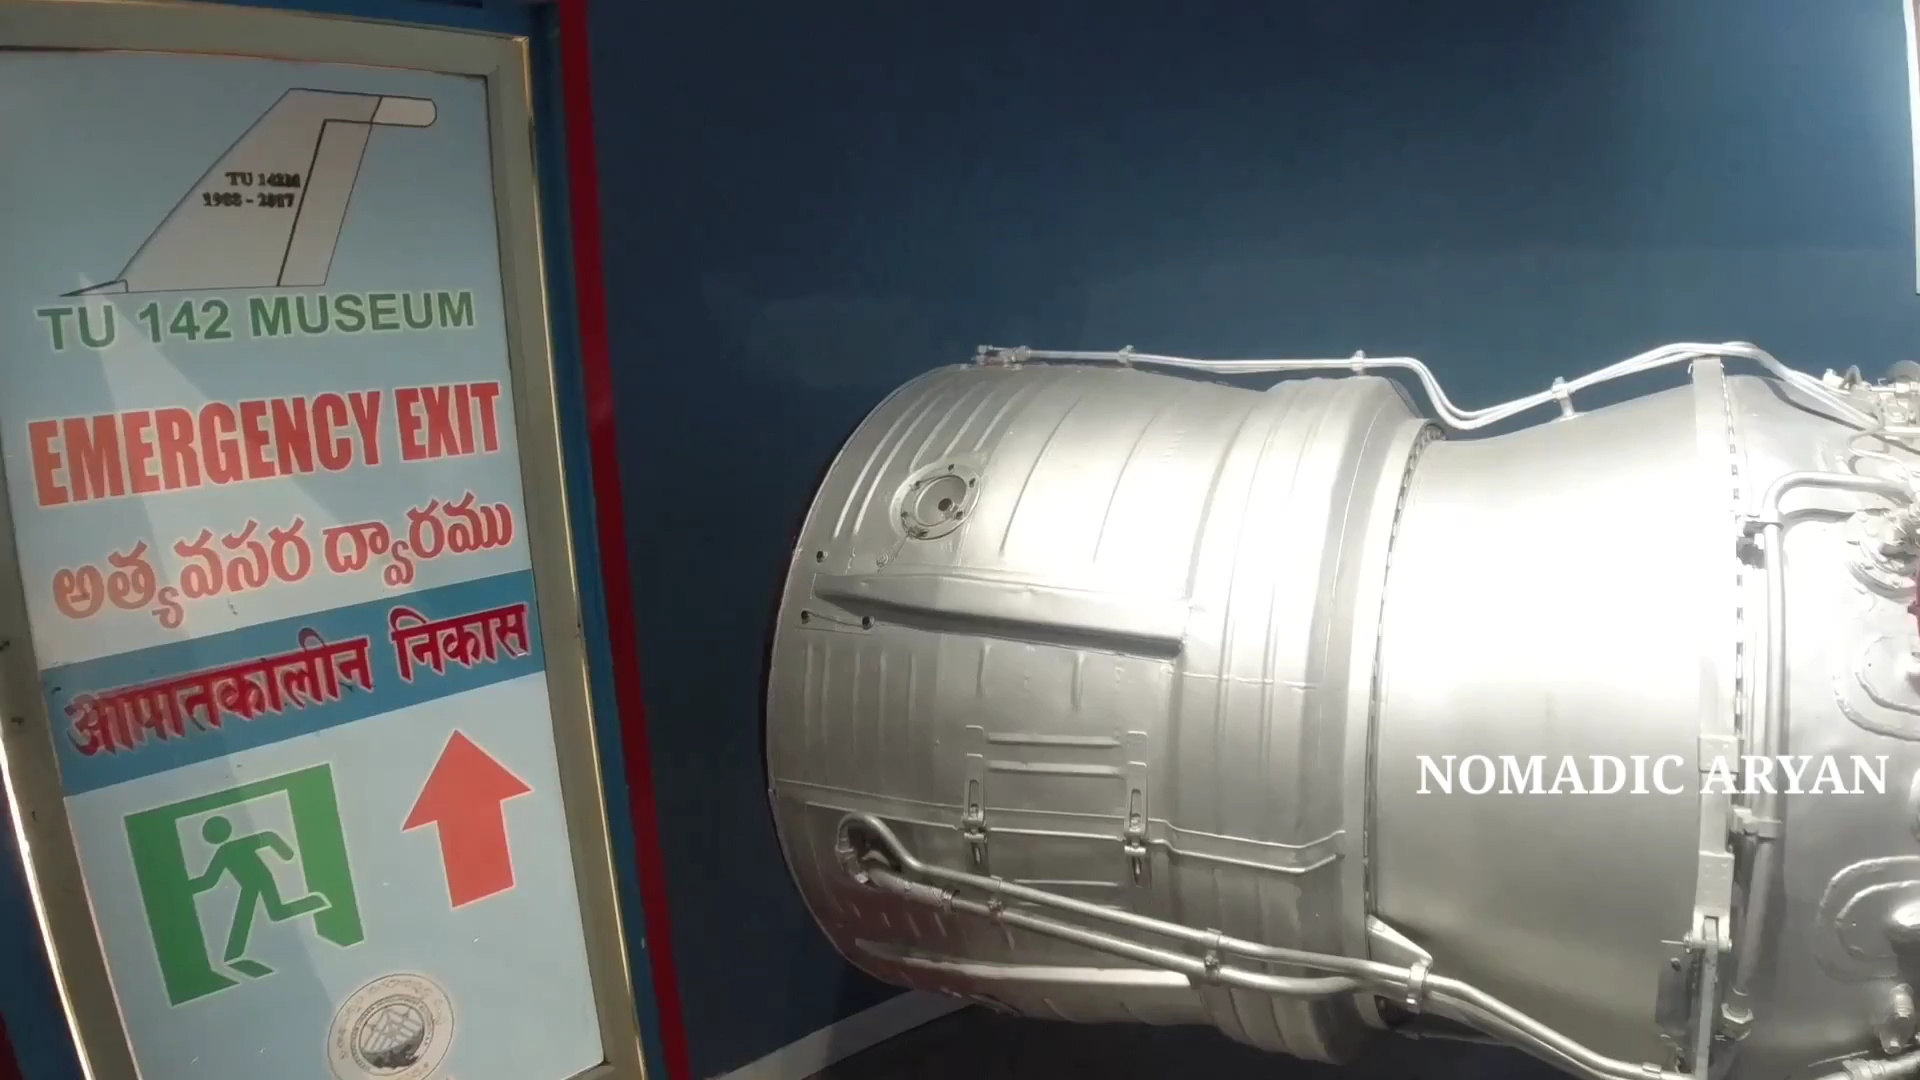 TU 142M
1988 - 2017
TU 142 MUSEUM
EMERGENCY EXIT
అత్యవసర ద్వారము
आपातकालीन निकास
NOMADIC ARYAN